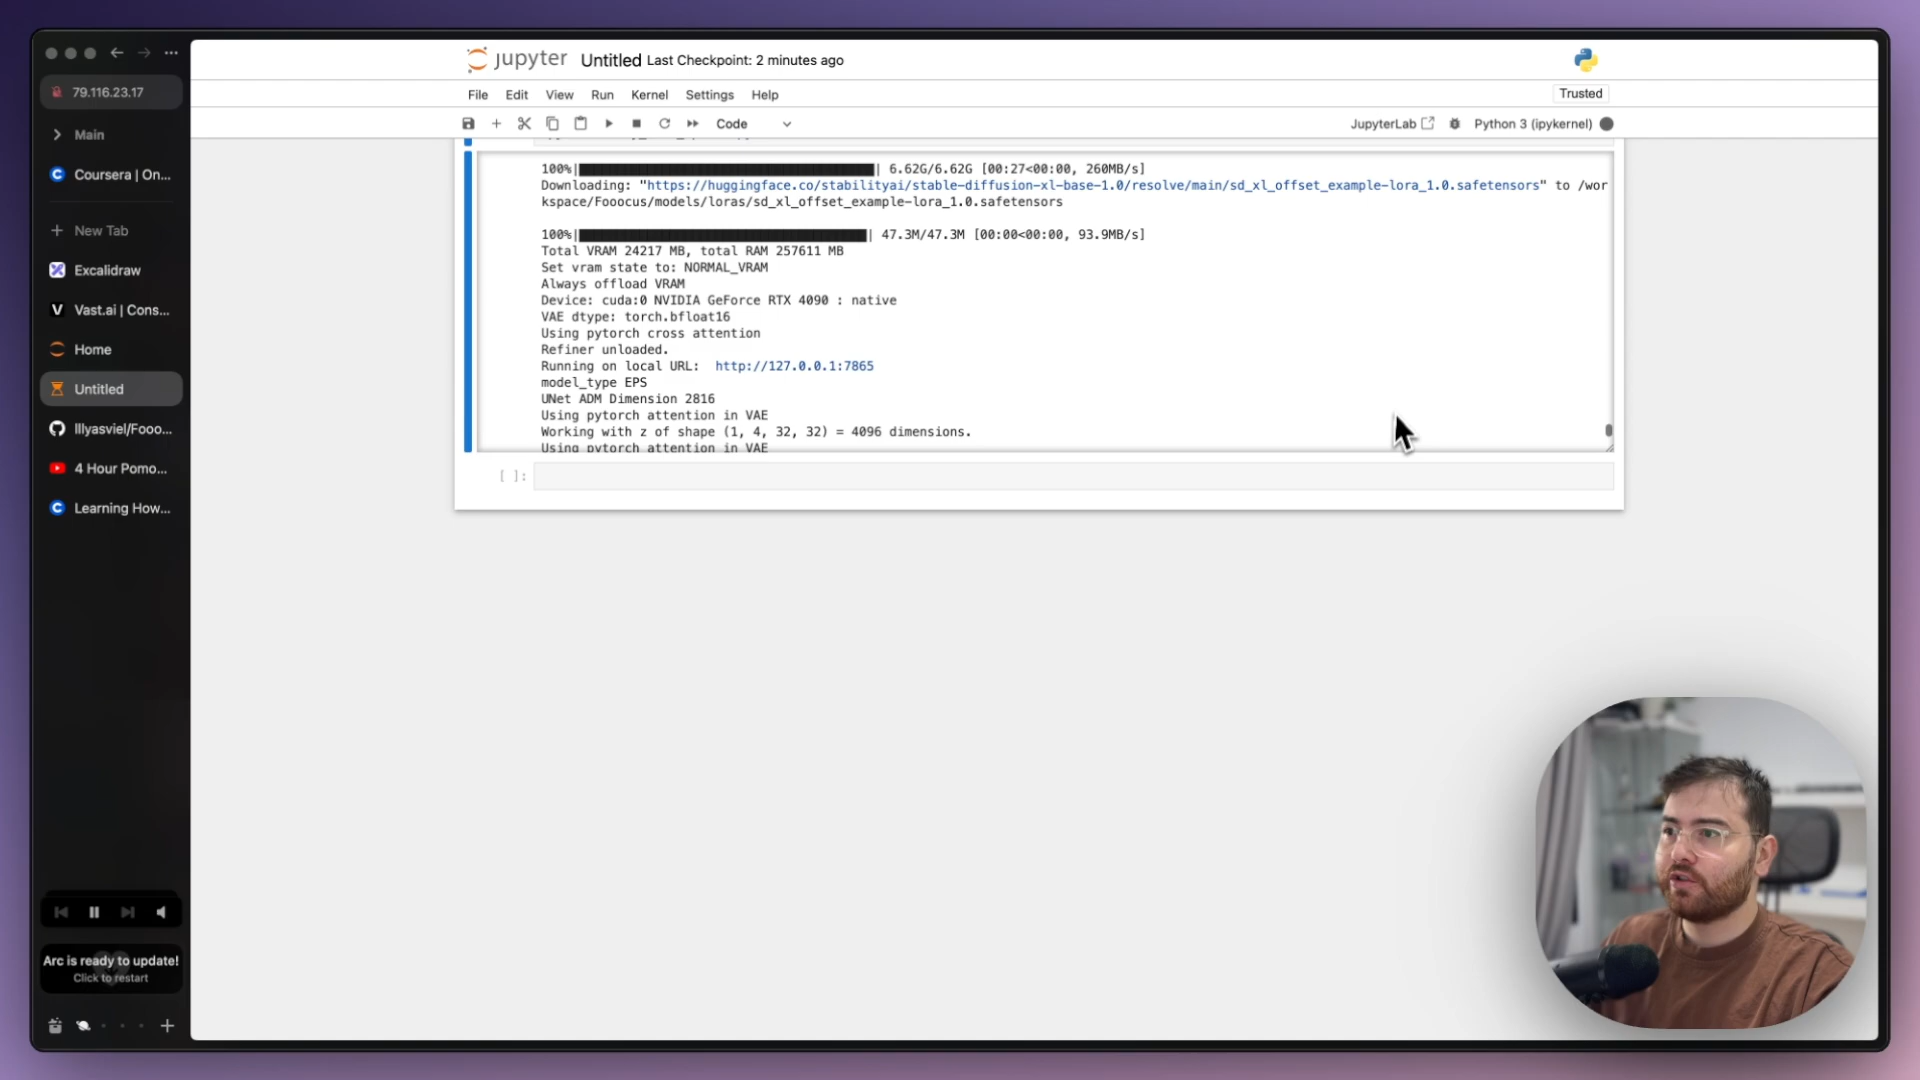 79.116.23.17
Main
Coursera | On...
New Tab
Excalidraw
V Vast.ai | Cons...
Home
Untitled
lllyasviel/Fooo...
4 Hour Pomo...
Learning How...
Arc is ready to update!
Click to restart
jupyter Untitled Last Checkpoint: 2 minutes ago
File Edit View Run Kernel Settings Help
Trusted
Code
JupyterLab Python 3 (ipykernel)
100%| | 6.62G/6.62G [00:27<00:00, 260MB/s]
Downloading: "https://huggingface.co/stabilityai/stable-diffusion-xl-base-1.0/resolve/main/sd_xl_offset_example-lora_1.0.safetensors" to /wor
kspace/Fooocus/models/loras/sd_xl_offset_example-lora_1.0.safetensors
100%| | 47.3M/47.3M [00:00<00:00, 93.9MB/s]
Total VRAM 24217 MB, total RAM 257611 MB
Set vram state to: NORMAL_VRAM
Always offload VRAM
Device: cuda:0 NVIDIA GeForce RTX 4090 : native
VAE dtype: torch.bfloat16
Using pytorch cross attention
Refiner unloaded.
Running on local URL: http://127.0.0.1:7865
model_type EPS
UNet ADM Dimension 2816
Using pytorch attention in VAE
Working with z of shape (1, 4, 32, 32) = 4096 dimensions.
Using pytorch attention in VAE
[ ]: